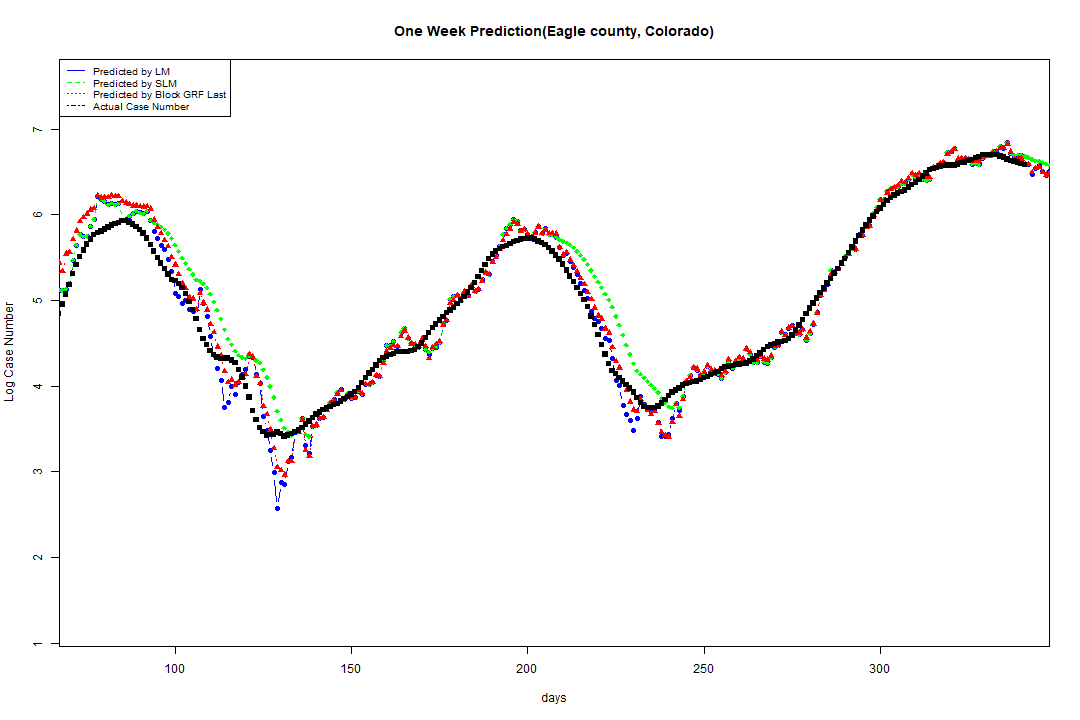 One Week Prediction(Eagle county, Colorado)
Predicted by LM
Predicted by SLM
Predicted by Block GRF Last
Actual Case Number
7
6
5
4
3
2
1
Log Case Number
100 150 200 250 300
days